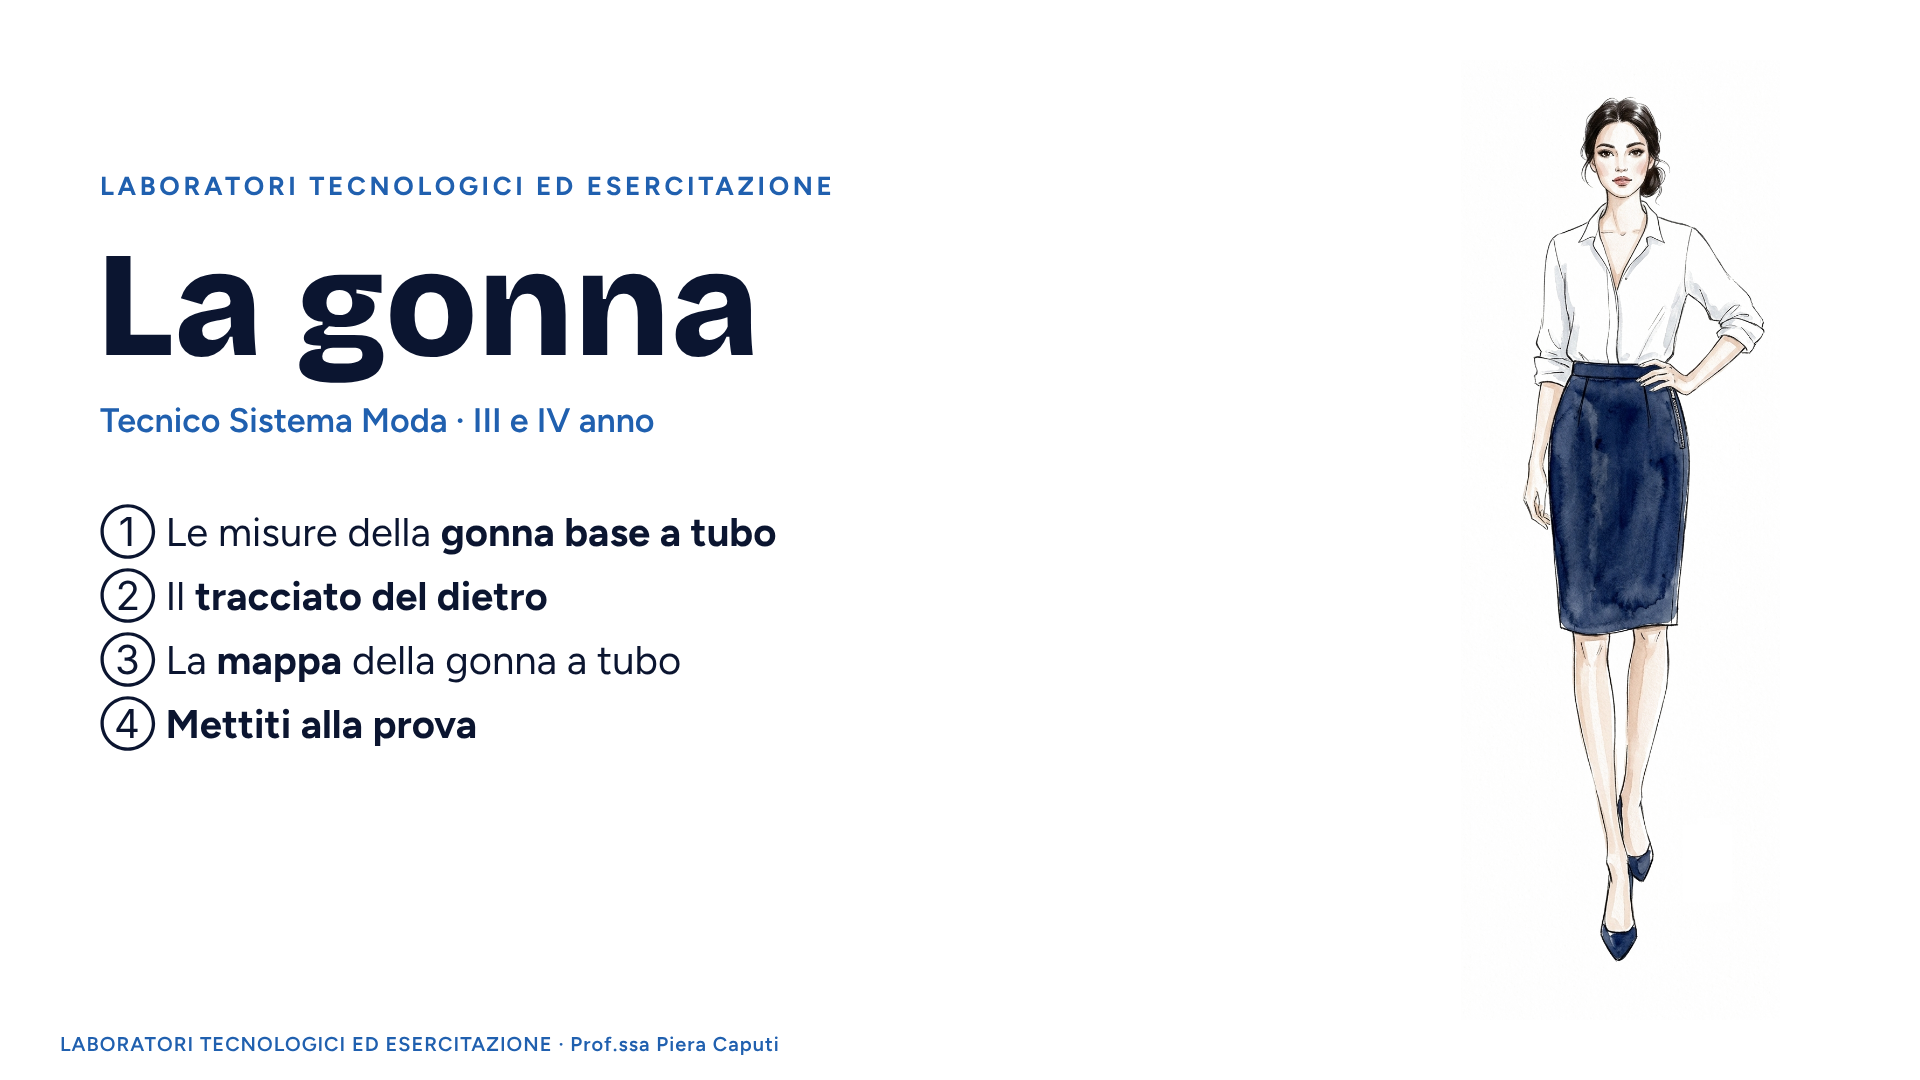 LABORATORI TECNOLOGICI ED ESERCITAZIONE
La gonna
Tecnico Sistema Moda · III e IV anno
① Le misure della gonna base a tubo
② Il tracciato del dietro
③ La mappa della gonna a tubo
④ Mettiti alla prova
LABORATORI TECNOLOGICI ED ESERCITAZIONE · Prof.ssa Piera Caputi